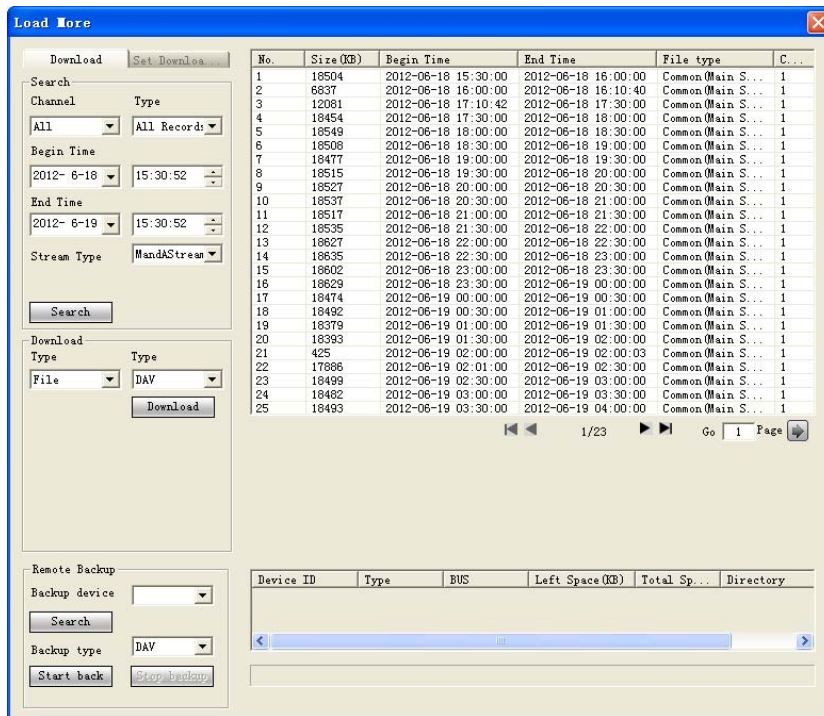 Load More
Download Set Downloa...
Search
Channel Type
All All Record:
Begin Time
2012- 6-18 15:30:52
End Time
2012- 6-19 15:30:52
Stream Type MandAStream
Search
Download
Type Type
File DAV
Download
Remote Backup
Backup device
Search
Backup type DAV
Start back Stop backup
No. Size(KB) Begin Time End Time File type C...
1 18504 2012-06-18 15:30:00 2012-06-18 16:00:00 Common(Main S... 1
2 6837 2012-06-18 16:00:00 2012-06-18 16:10:40 Common(Main S... 1
3 12081 2012-06-18 17:10:42 2012-06-18 17:30:00 Common(Main S... 1
4 18454 2012-06-18 17:30:00 2012-06-18 18:00:00 Common(Main S... 1
5 18549 2012-06-18 18:00:00 2012-06-18 18:30:00 Common(Main S... 1
6 18508 2012-06-18 18:30:00 2012-06-18 19:00:00 Common(Main S... 1
7 18477 2012-06-18 19:00:00 2012-06-18 19:30:00 Common(Main S... 1
8 18515 2012-06-18 19:30:00 2012-06-18 20:00:00 Common(Main S... 1
9 18527 2012-06-18 20:00:00 2012-06-18 20:30:00 Common(Main S... 1
10 18537 2012-06-18 20:30:00 2012-06-18 21:00:00 Common(Main S... 1
11 18517 2012-06-18 21:00:00 2012-06-18 21:30:00 Common(Main S... 1
12 18535 2012-06-18 21:30:00 2012-06-18 22:00:00 Common(Main S... 1
13 18627 2012-06-18 22:00:00 2012-06-18 22:30:00 Common(Main S... 1
14 18635 2012-06-18 22:30:00 2012-06-18 23:00:00 Common(Main S... 1
15 18602 2012-06-18 23:00:00 2012-06-18 23:30:00 Common(Main S... 1
16 18629 2012-06-18 23:30:00 2012-06-19 00:00:00 Common(Main S... 1
17 18474 2012-06-19 00:00:00 2012-06-19 00:30:00 Common(Main S... 1
18 18492 2012-06-19 00:30:00 2012-06-19 01:00:00 Common(Main S... 1
19 18379 2012-06-19 01:00:00 2012-06-19 01:30:00 Common(Main S... 1
20 18393 2012-06-19 01:30:00 2012-06-19 02:00:00 Common(Main S... 1
21 425 2012-06-19 02:00:00 2012-06-19 02:00:03 Common(Main S... 1
22 17886 2012-06-19 02:01:00 2012-06-19 02:30:00 Common(Main S... 1
23 18499 2012-06-19 02:30:00 2012-06-19 03:00:00 Common(Main S... 1
24 18482 2012-06-19 03:00:00 2012-06-19 03:30:00 Common(Main S... 1
25 18493 2012-06-19 03:30:00 2012-06-19 04:00:00 Common(Main S... 1
1/23 Go 1 Page
Device ID Type BUS Left Space(KB) Total Sp... Directory